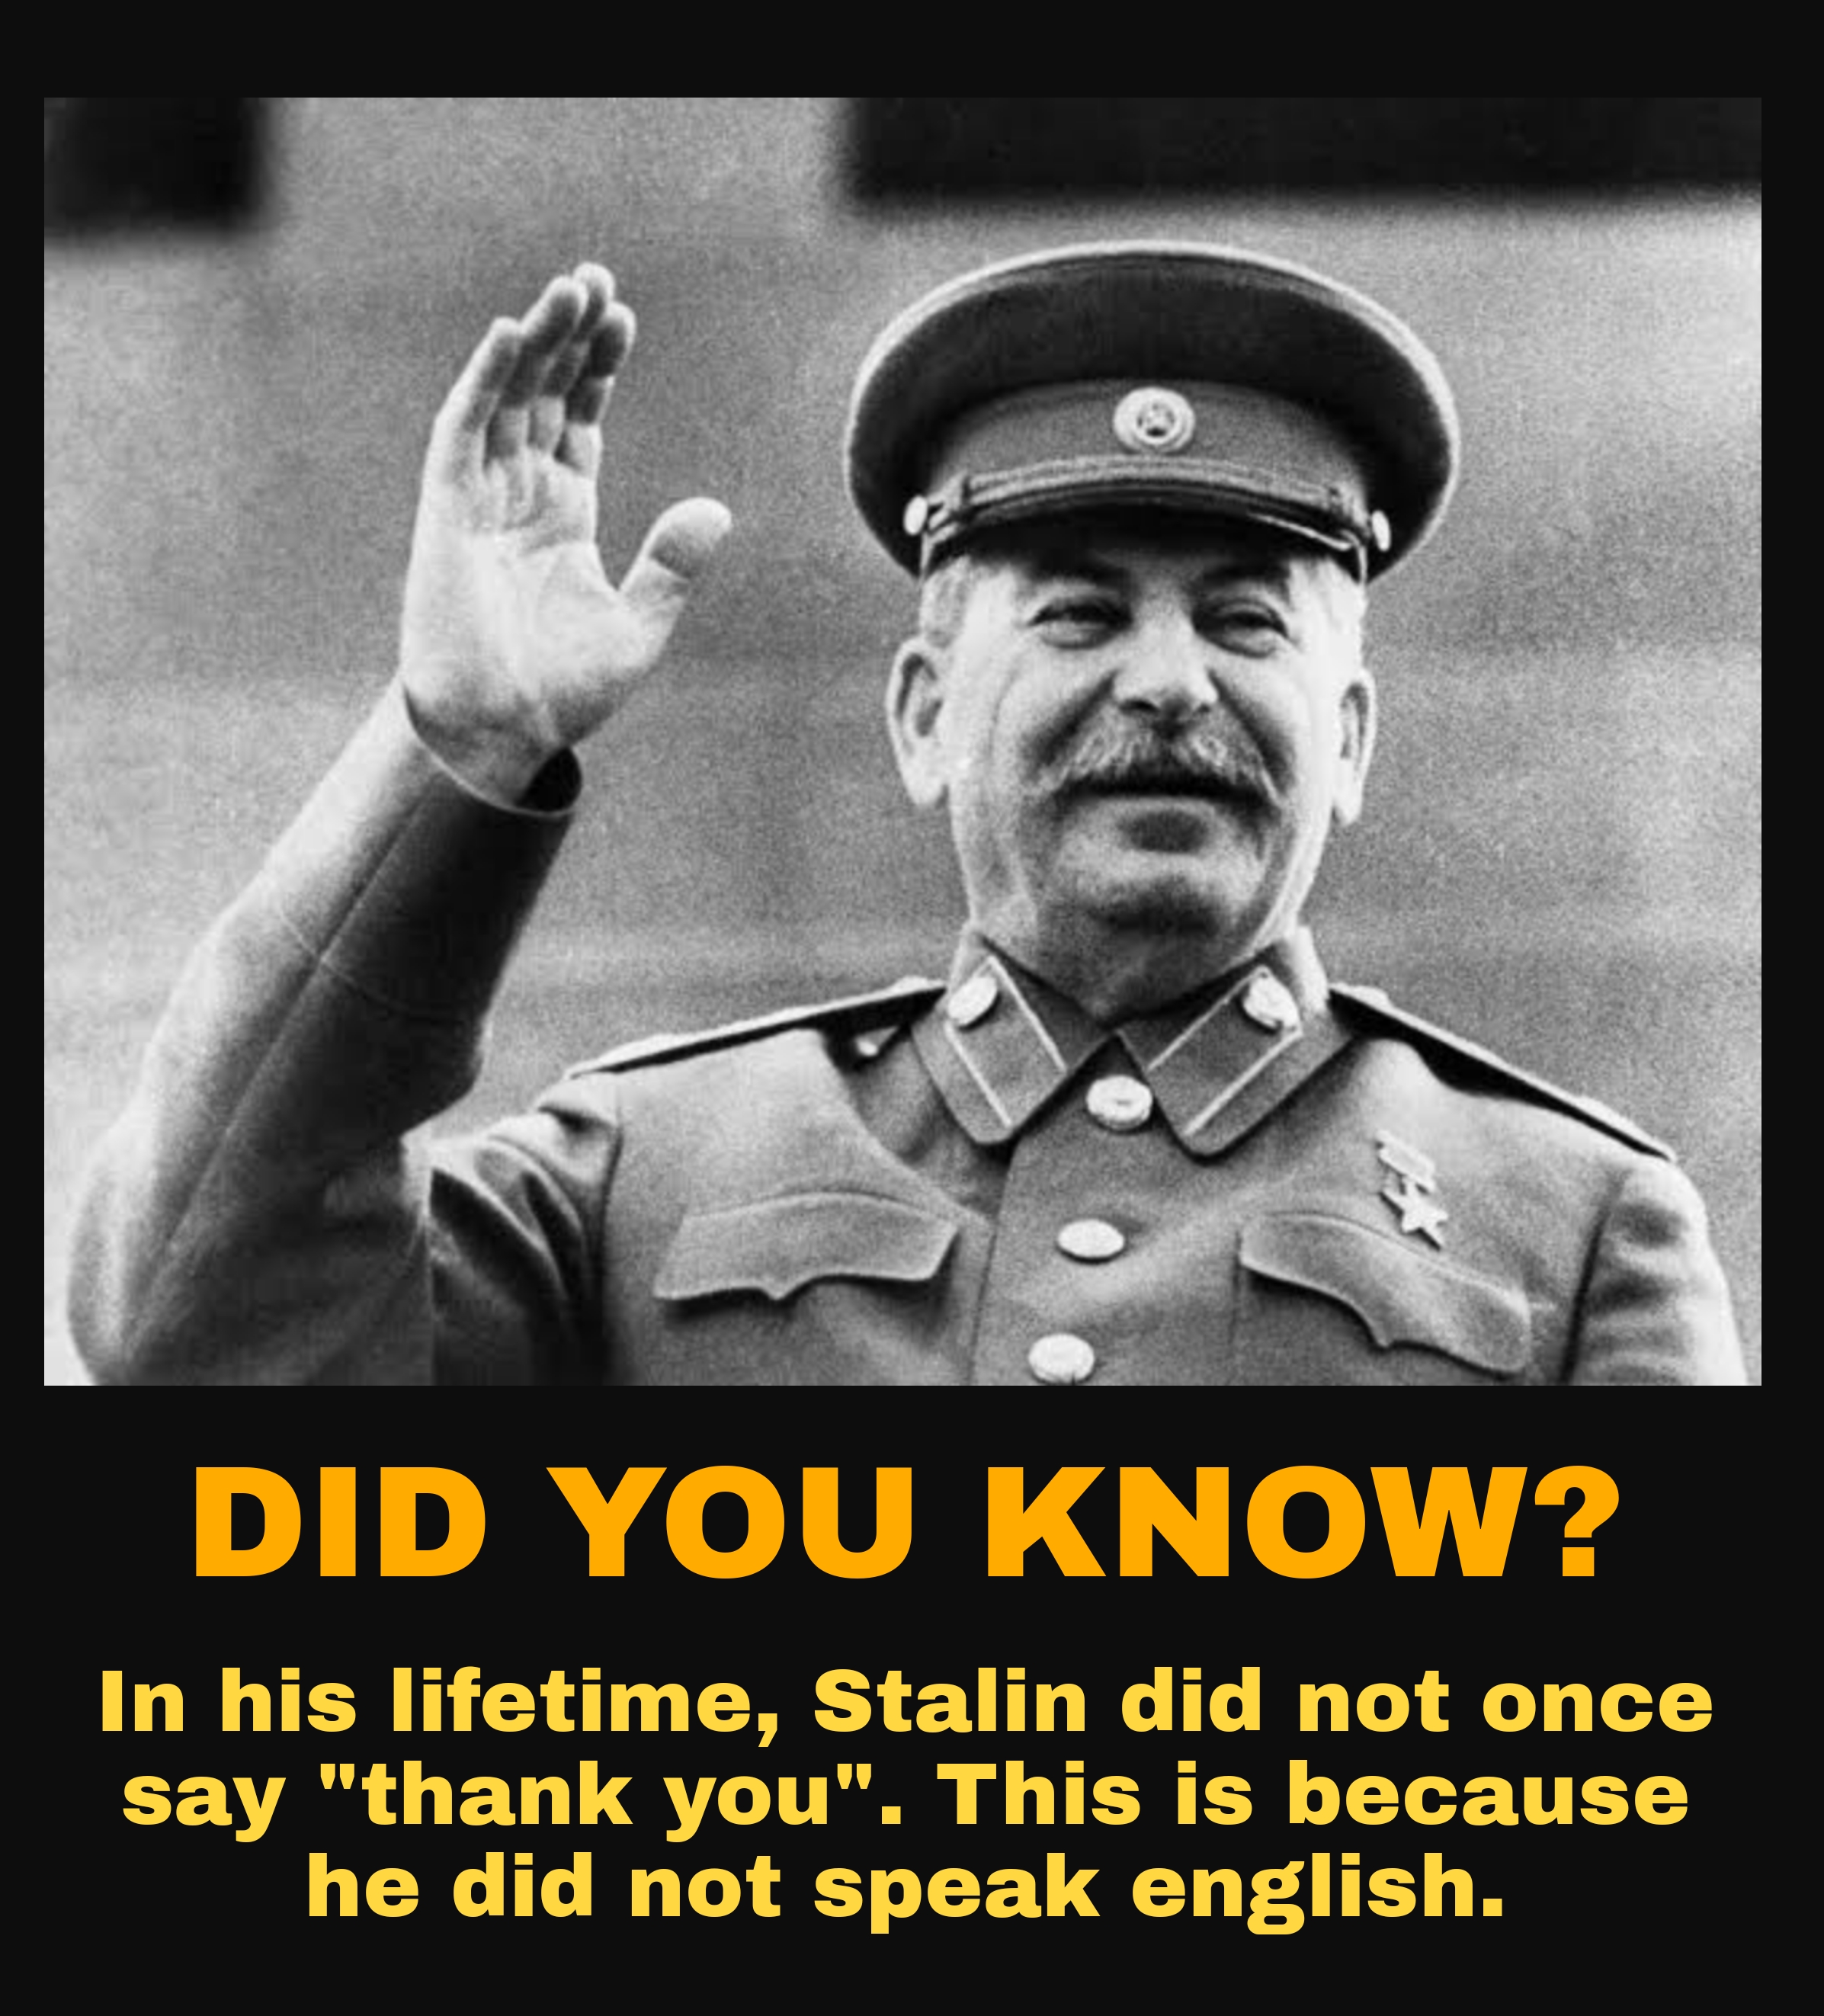 DID YOU KNOW?
In his lifetime, Stalin did not once
say "thank you". This is because
he did not speak english.